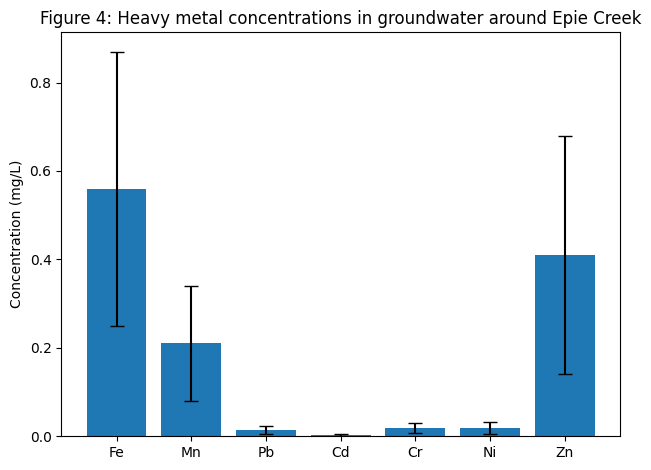 Figure 4: Heavy metal concentrations in groundwater around Epie Creek
Concentration (mg/L)
0.8
0.6
0.4
0.2
0.0
Fe Mn Pb Cd Cr Ni Zn